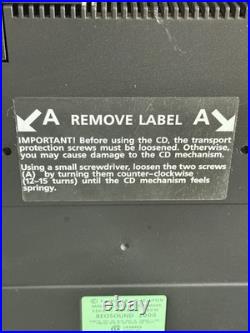 A REMOVE LABEL A
IMPORTANT! Before using the CD, the transport
protection screws must be loosened. Otherwise,
you may cause damage to the CD mechanism.
Using a small screwdriver, loosen the two screws
(A) by turning them counter-clockwise
(12–15 turns) until the CD mechanism feels
springy.
BEOSOUND